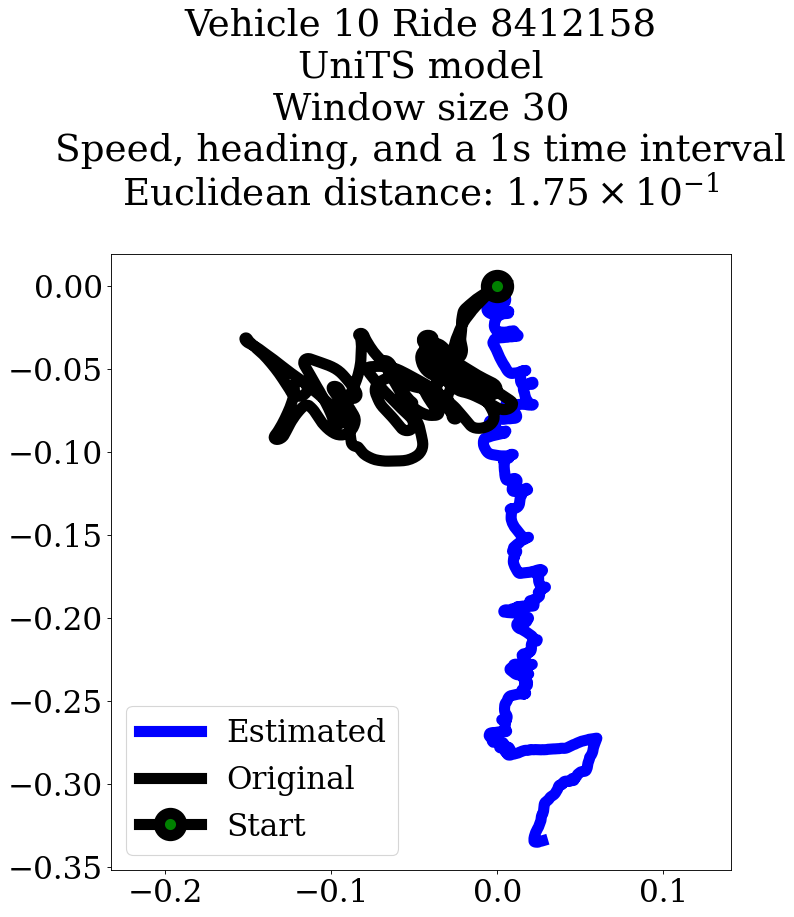 Vehicle 10 Ride 8412158
UniTS model
Window size 30
Speed, heading, and a 1s time interval
Euclidean distance: 1.75 × 10⁻¹
0.00
−0.05
−0.10
−0.15
−0.20
−0.25
−0.30
−0.35
Estimated
Original
Start
−0.2
−0.1
0.0
0.1